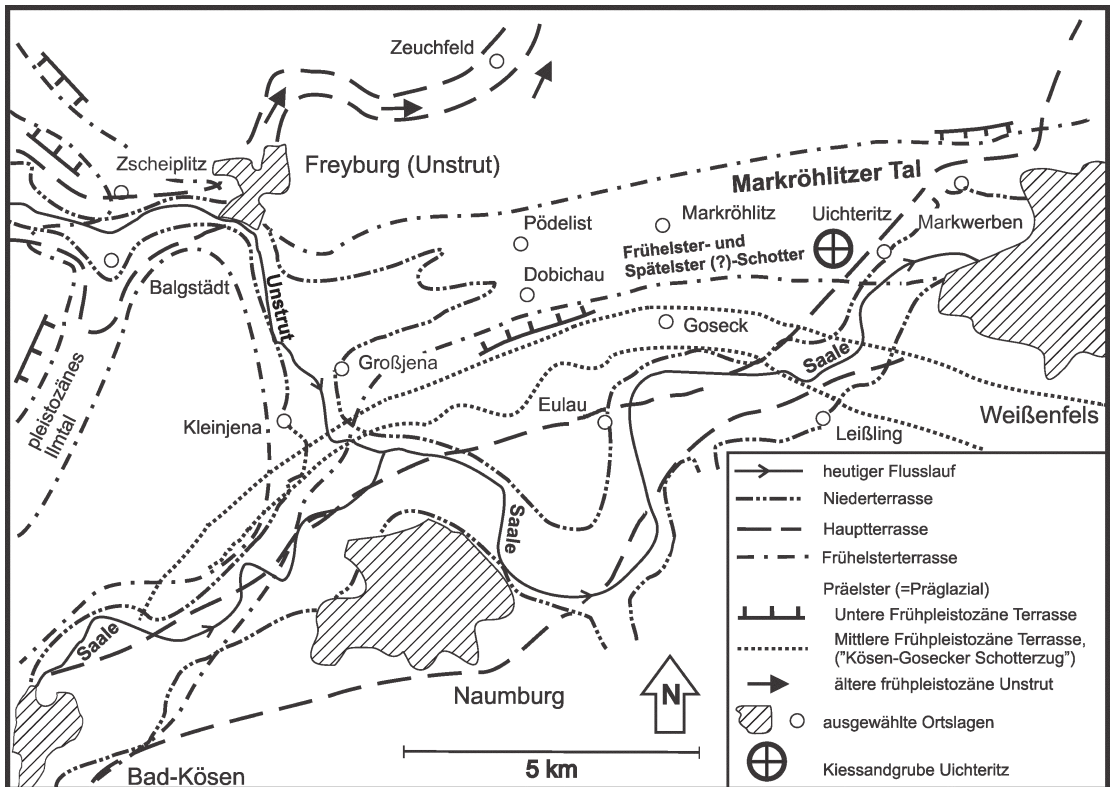 Zeuchfeld
Zscheiplitz
Freyburg (Unstrut)
Markröhlitzer Tal
Pödelist
Markröhlitz
Uichteritz
Markwerben
Frühelster- und
Spätelster (?)-Schotter
Balgstädt
Dobichau
Unstrut
Goseck
pleistozänes
Ilmtal
Großjena
Saale
Kleinjena
Eulau
Leißling
Weißenfels
Saale
Saale
Naumburg
Bad-Kösen
N
5 km
heutiger Flusslauf
Niederterrasse
Hauptterrasse
Frühelsterterrasse
Präelster (=Präglazial)
Untere Frühpleistozäne Terrasse
Mittlere Frühpleistozäne Terrasse,
("Kösen-Gosecker Schotterzug")
ältere frühpleistozäne Unstrut
ausgewählte Ortslagen
Kiessandgrube Uichteritz